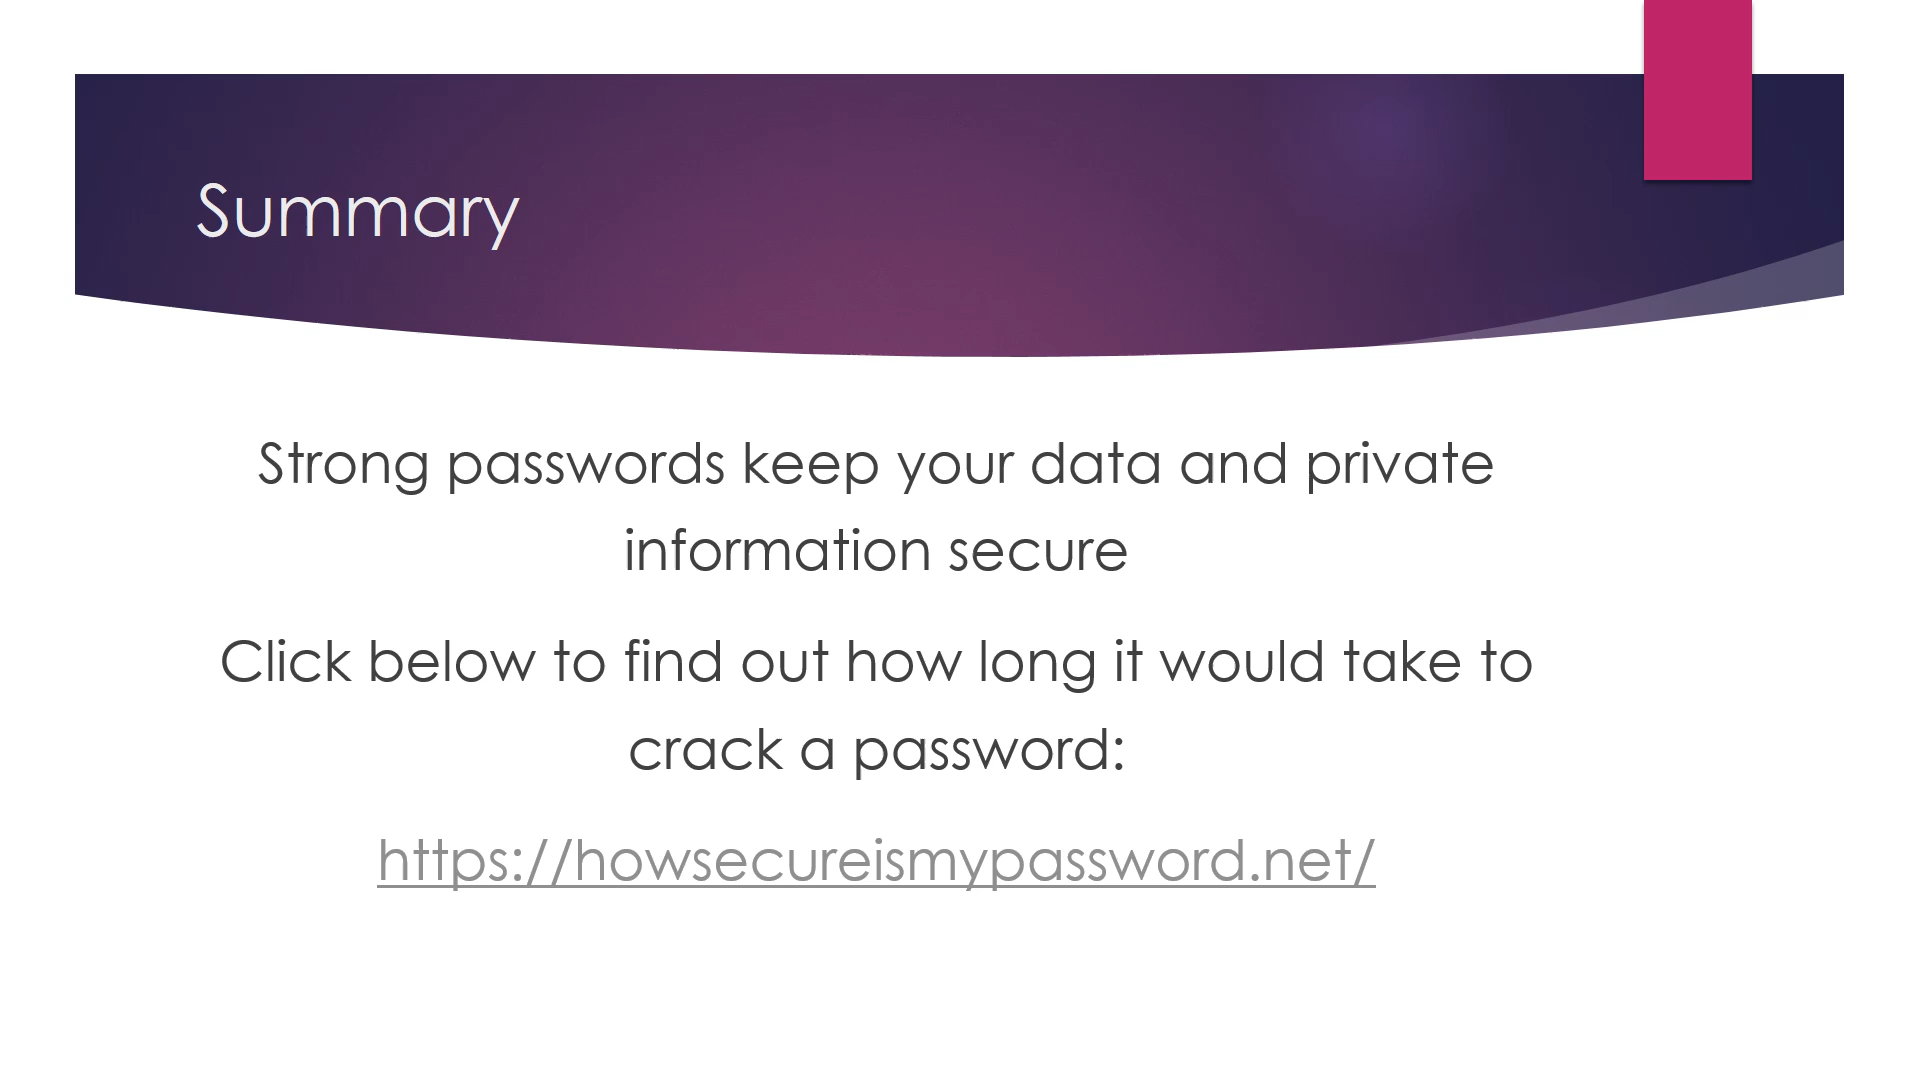 Summary
Strong passwords keep your data and private
information secure
Click below to find out how long it would take to
crack a password:
https://howsecureismypassword.net/